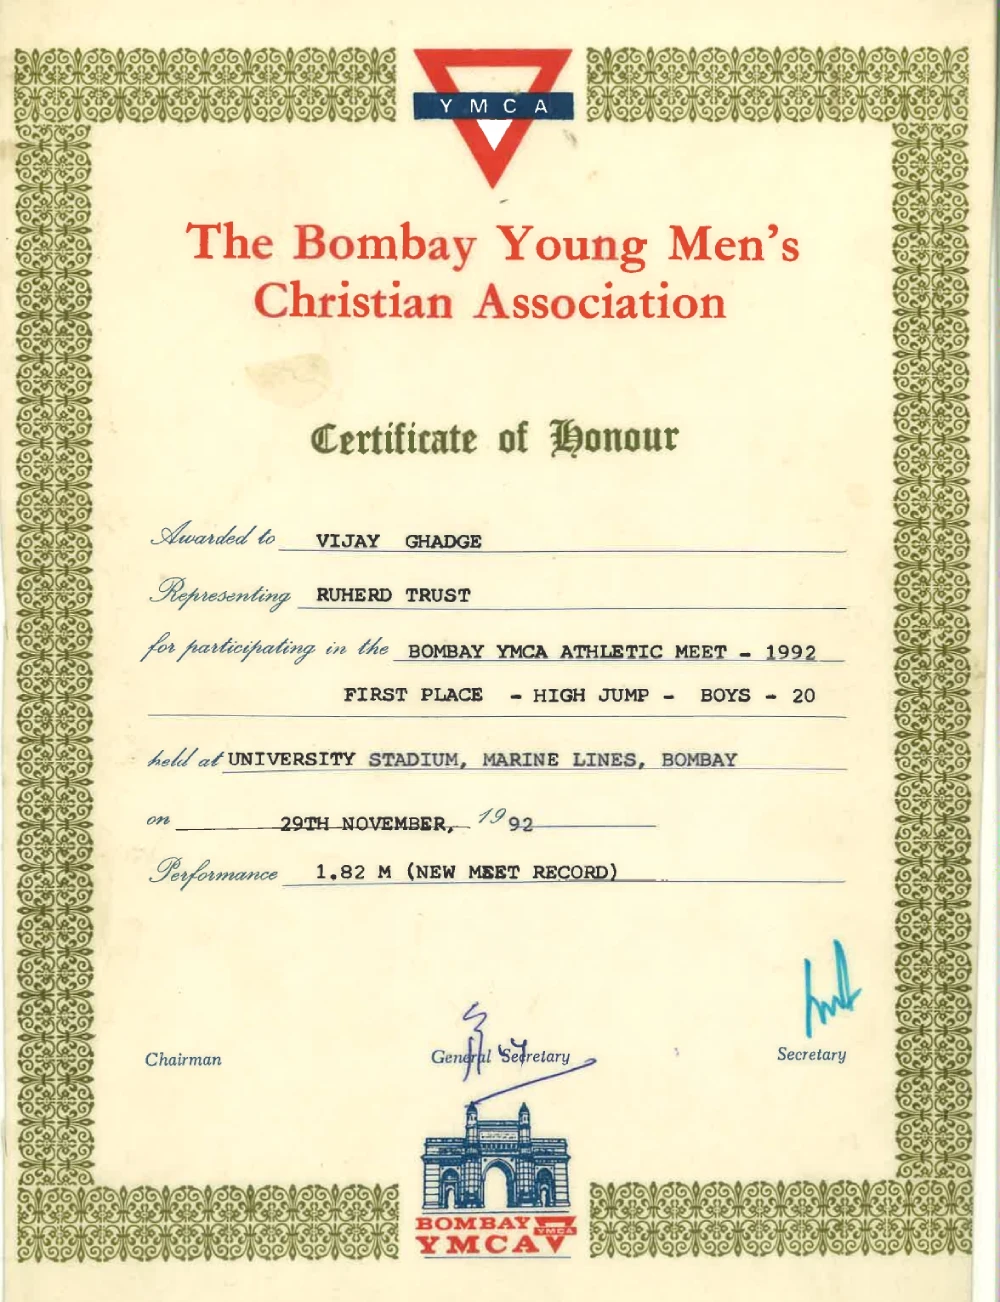 YMCA
The Bombay Young Men's
Christian Association
Certificate of Honour
Awarded to VIJAY GHADGE
Representing RUHERD TRUST
for participating in the BOMBAY YMCA ATHLETIC MEET - 1992
FIRST PLACE - HIGH JUMP - BOYS - 20
held at UNIVERSITY STADIUM, MARINE LINES, BOMBAY
on 29TH NOVEMBER, 1992
Performance 1.82 M (NEW MEET RECORD)
Chairman General Secretary Secretary
BOMBAY YMCA
YMCA